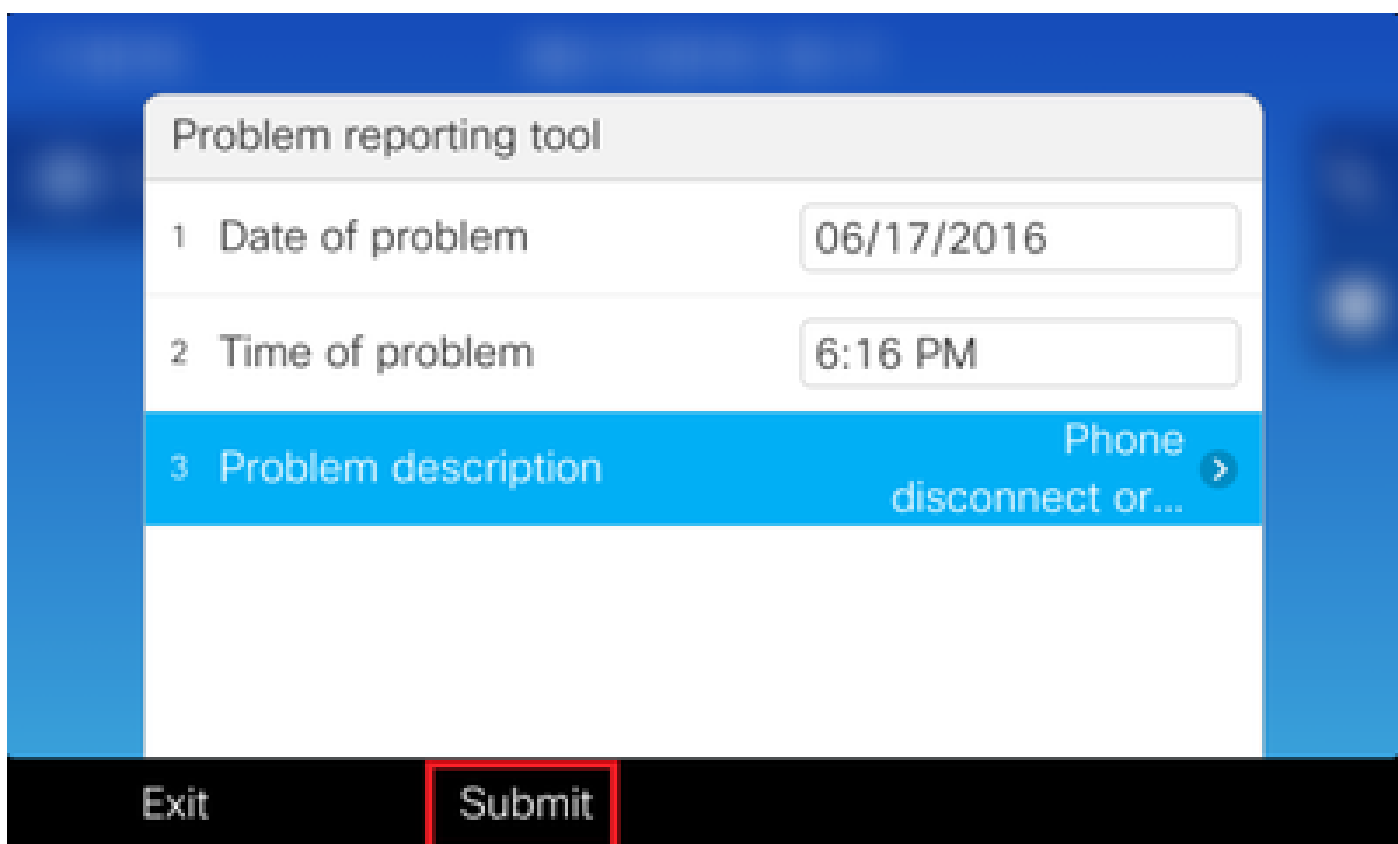 Problem reporting tool
1 Date of problem 06/17/2016
2 Time of problem 6:16 PM
3 Problem description Phone
disconnect or...
Exit Submit